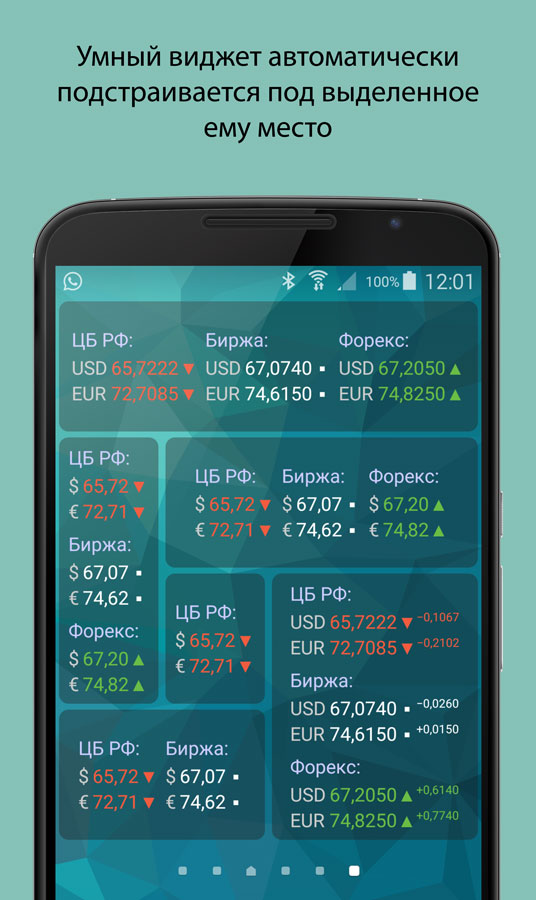 Умный виджет автоматически
подстраивается под выделенное
ему место
100% 12:01
ЦБ РФ: Биржа: Форекс:
USD 65,7222 ▼ USD 67,0740 ▪ USD 67,2050 ▲
EUR 72,7085 ▼ EUR 74,6150 ▪ EUR 74,8250 ▲
ЦБ РФ:
$ 65,72 ▼
€ 72,71 ▼
Биржа:
$ 67,07 ▪
€ 74,62 ▪
Форекс:
$ 67,20 ▲
€ 74,82 ▲
ЦБ РФ: Биржа: Форекс:
$ 65,72 ▼ $ 67,07 ▪ $ 67,20 ▲
€ 72,71 ▼ € 74,62 ▪ € 74,82 ▲
ЦБ РФ:
$ 65,72 ▼
€ 72,71 ▼
ЦБ РФ:
USD 65,7222 ▼ −0,1067
EUR 72,7085 ▼ −0,2102
Биржа:
USD 67,0740 ▪ −0,0260
EUR 74,6150 ▪ +0,0150
Форекс:
USD 67,2050 ▲ +0,6140
EUR 74,8250 ▲ +0,7740
ЦБ РФ: Биржа:
$ 65,72 ▼ $ 67,07 ▪
€ 72,71 ▼ € 74,62 ▪